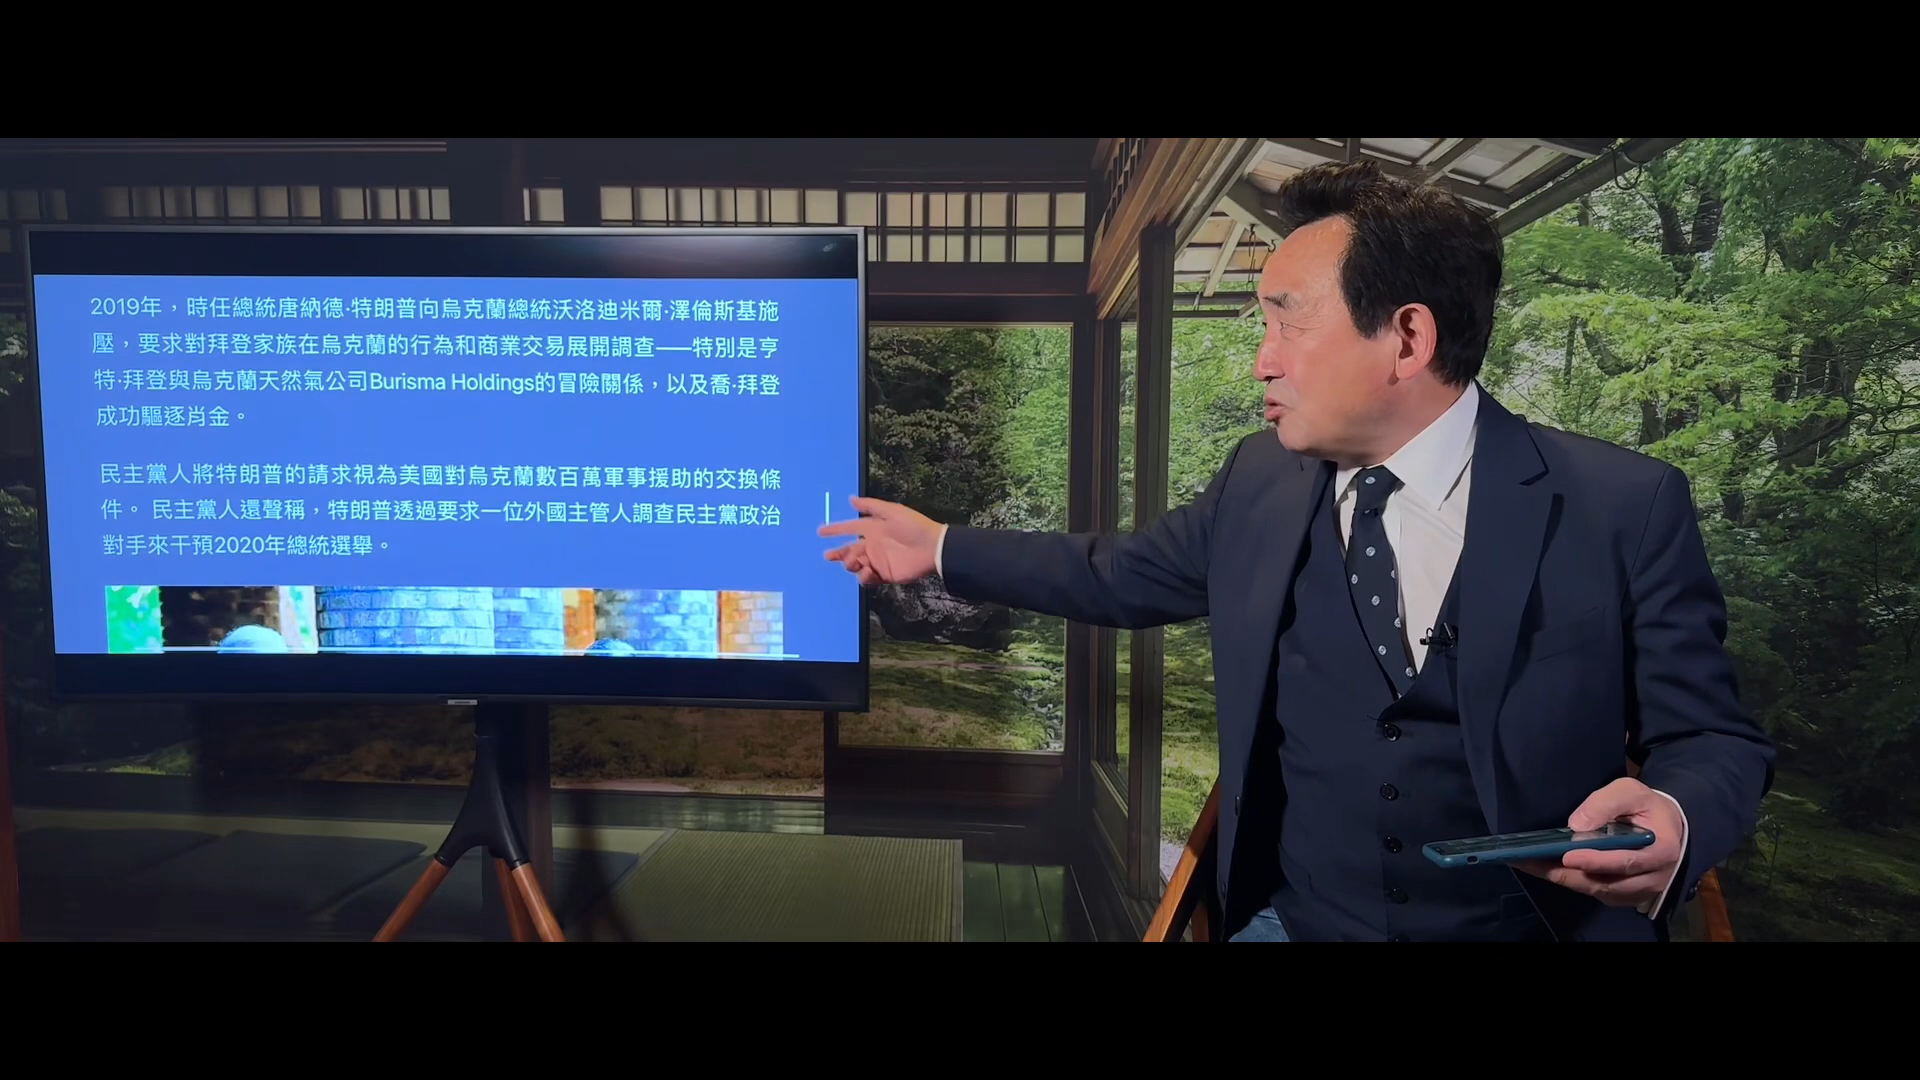 2019年，時任總統唐納德·特朗普向烏克蘭總統沃洛迪米爾·澤倫斯基施
壓，要求對拜登家族在烏克蘭的行為和商業交易展開調查——特別是亨
特·拜登與烏克蘭天然氣公司Burisma Holdings的冒險關係，以及喬·拜登
成功驅逐肖金。
民主黨人將特朗普的請求視為美國對烏克蘭數百萬軍事援助的交換條
件。 民主黨人還聲稱，特朗普透過要求一位外國主管人調查民主黨政治
對手來干預2020年總統選舉。